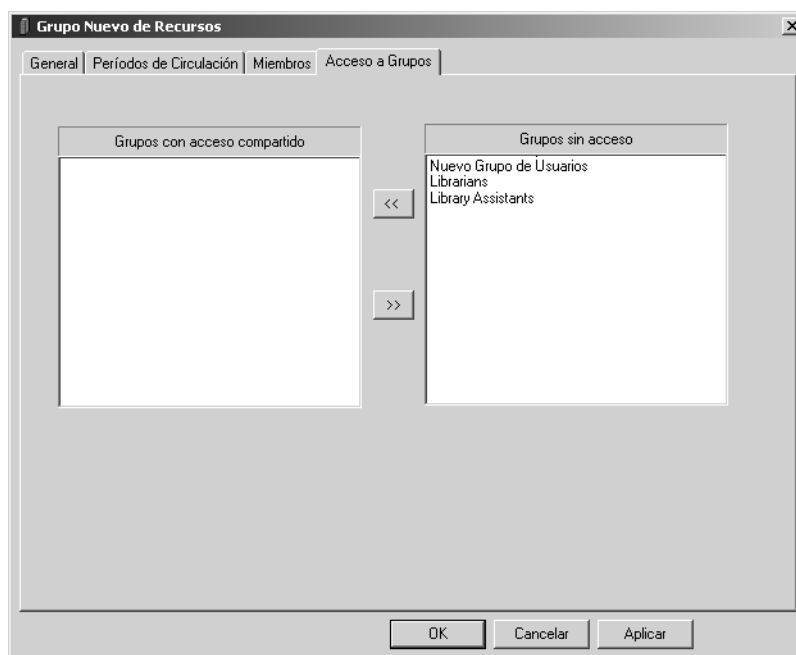 Grupo Nuevo de Recursos
General Períodos de Circulación Miembros Acceso a Grupos
Grupos con acceso compartido
Grupos sin acceso
Nuevo Grupo de Usuarios
Librarians
Library Assistants
<<
>>
OK Cancelar Aplicar